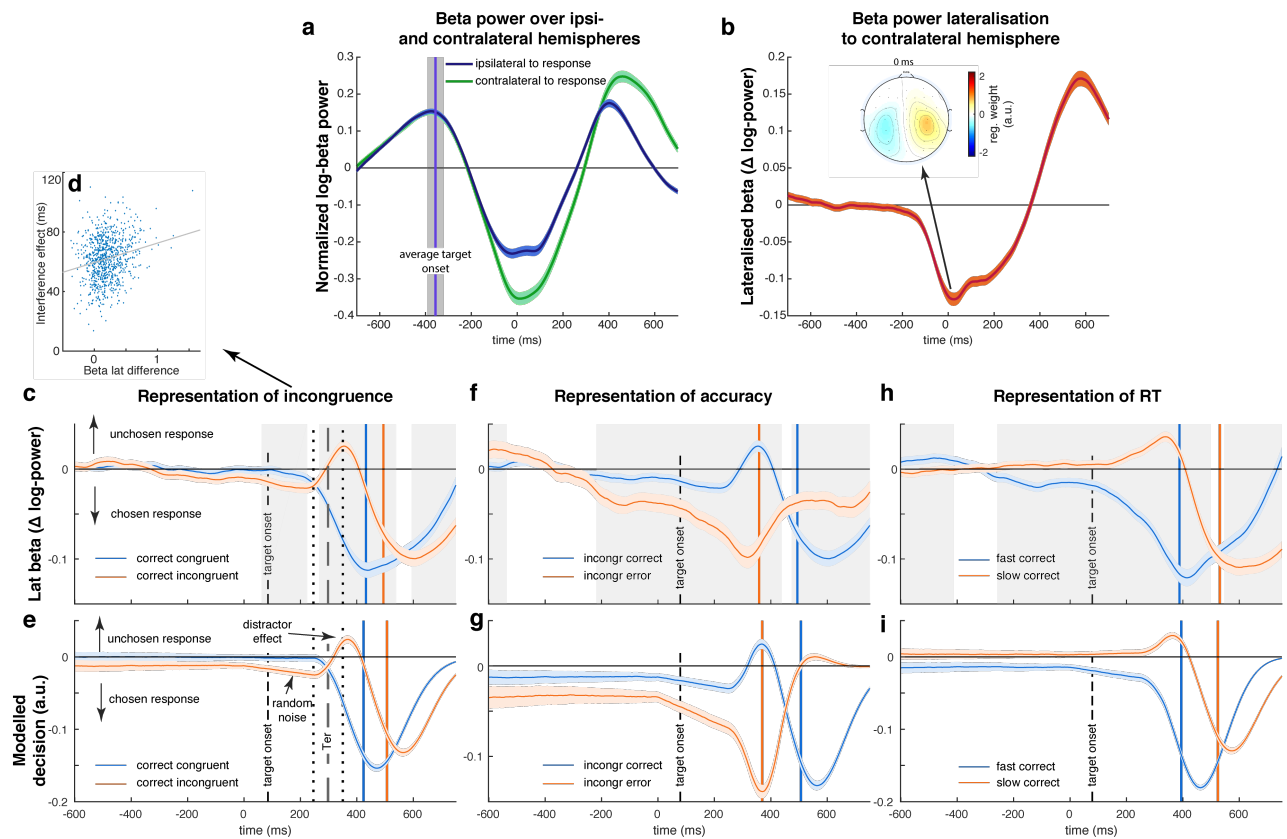 a
Beta power over ipsi-
and contralateral hemispheres
Normalized log-beta power
0.3
0.2
0.1
0
-0.1
-0.2
-0.3
-0.4
ipsilateral to response
contralateral to response
average target
onset
-600
-400
-200
0
200
400
600
time (ms)
b
Beta power lateralisation
to contralateral hemisphere
Lateralised beta (Δ log-power)
0.2
0.15
0.1
0.05
0
-0.05
-0.1
-0.15
0 ms
2
0
-2
reg. weight
(a.u.)
-600
-400
-200
0
200
400
600
time (ms)
d
Interference effect (ms)
120
80
40
0
0
1
Beta lat difference
c
Representation of incongruence
Lat beta (Δ log-power)
0
-0.1
unchosen response
chosen response
target onset
correct congruent
correct incongruent
f
Representation of accuracy
0
-0.1
target onset
incongr correct
incongr error
h
Representation of RT
0
-0.1
target onset
fast correct
slow correct
e
Modelled
decision (a.u.)
0
-0.1
-0.2
unchosen response
chosen response
distractor
effect
random
noise
target onset
Ter
correct congruent
correct incongruent
-600
-400
-200
0
200
400
600
time (ms)
g
0
-0.1
target onset
incongr correct
incongr error
-600
-400
-200
0
200
400
600
time (ms)
i
0
-0.1
-0.2
target onset
fast correct
slow correct
-600
-400
-200
0
200
400
600
time (ms)